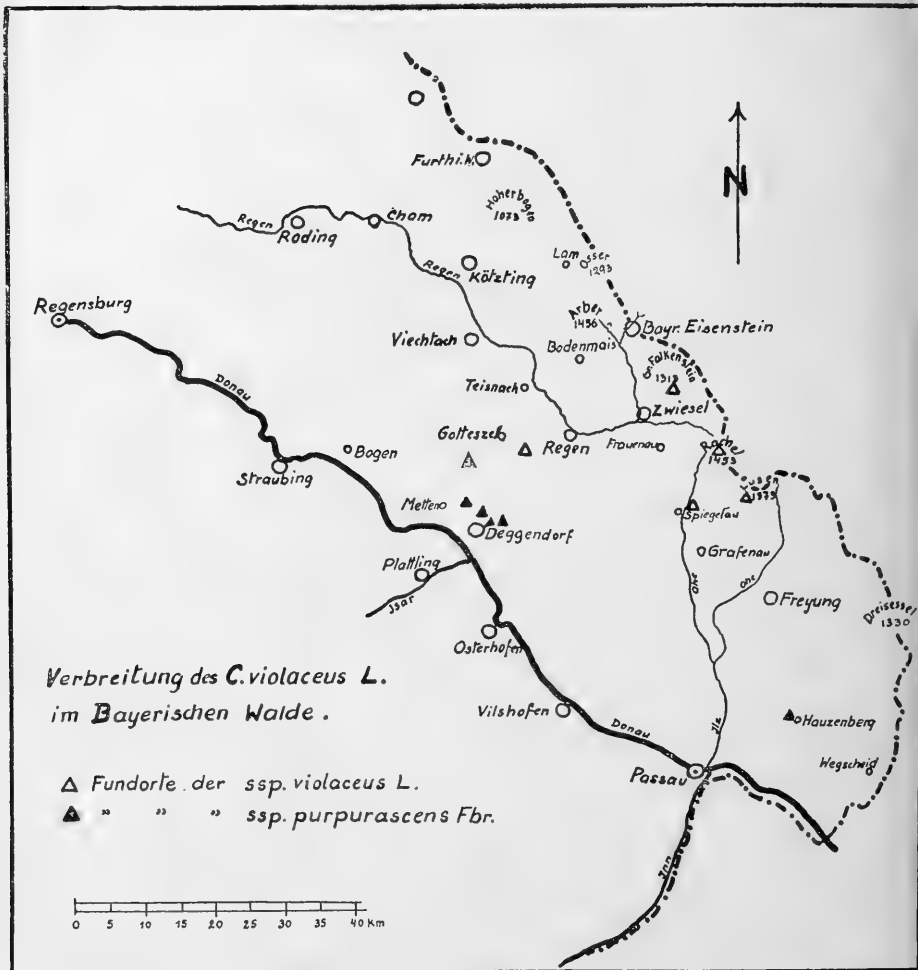 N
Furth i. W.
Hoherbogen
1073
Regen
Roding
Cham
Lam
Osser
1293
Regen
Kötzting
Regensburg
Arber
1456
Bayr. Eisenstein
Viechtach
Bodenmais
Gr. Falkenstein
1313
Donau
Teisnach
Zwiesel
Gotteszell
Regen
Frauenau
Rachel
1453
Bogen
Straubing
Lusen
1373
Metten
Spiegelau
Deggendorf
Grafenau
Plattling
Ohe
Ohe
Isar
Freyung
Dreisessel
1330
Osterhofen
Verbreitung des C. violaceus L.
im Bayerischen Walde.
Vilshofen
Donau
Ilz
Hauzenberg
Wegscheid
Passau
Fundorte der ssp. violaceus L.
" " " ssp. purpurascens Fbr.
Inn
0 5 10 15 20 25 30 35 40 Km